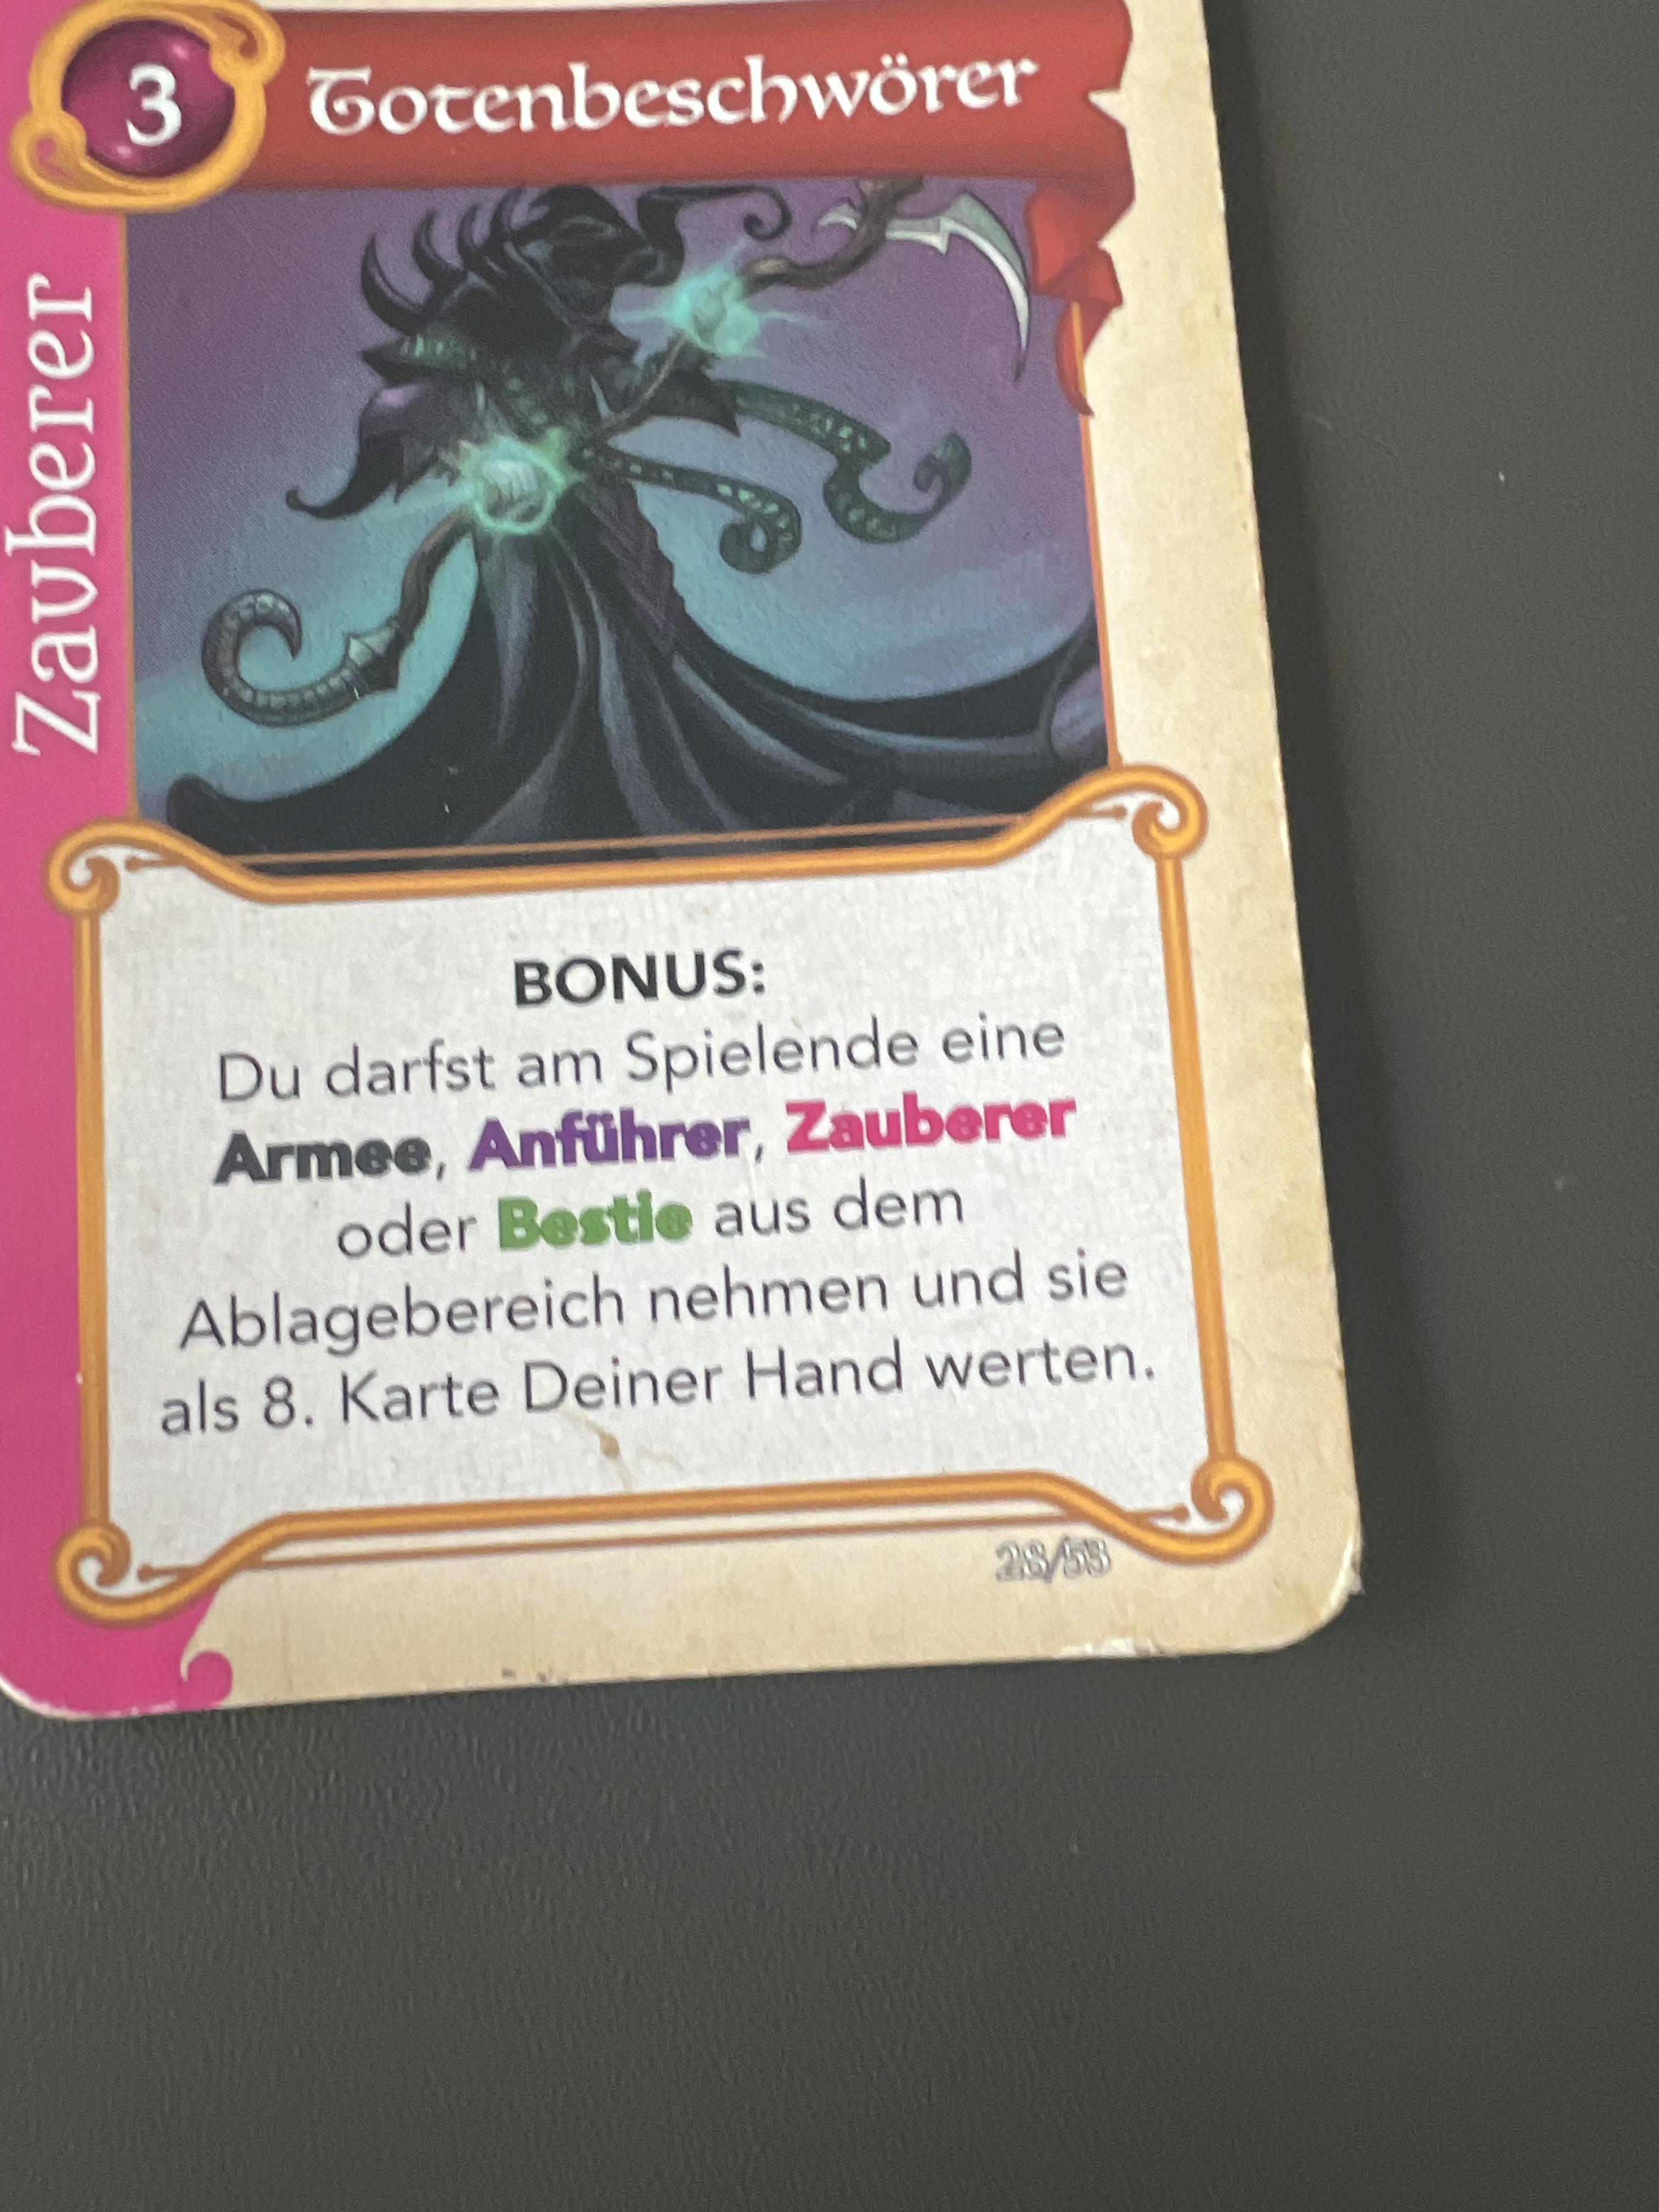 3
Totenbeschwörer
Zauberer
BONUS:
Du darfst am Spielende eine
Armee, Anführer, Zauberer
oder Bestie aus dem
Ablagebereich nehmen und sie
als 8. Karte Deiner Hand werten.
28/53